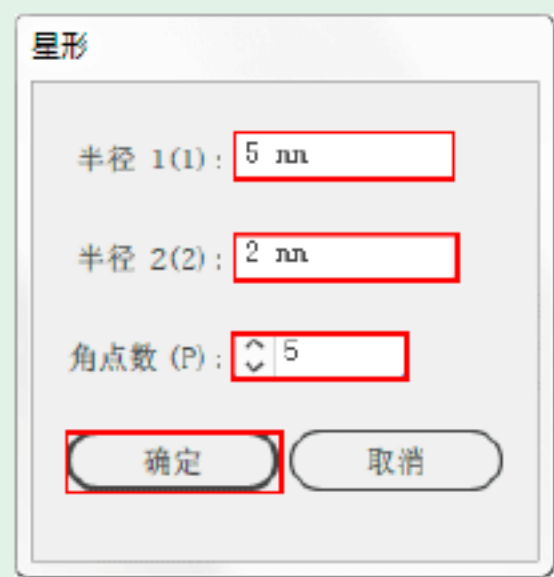 星形
半径 1(1): 5 mm
半径 2(2): 2 mm
角点数 (P): 5
确定 取消